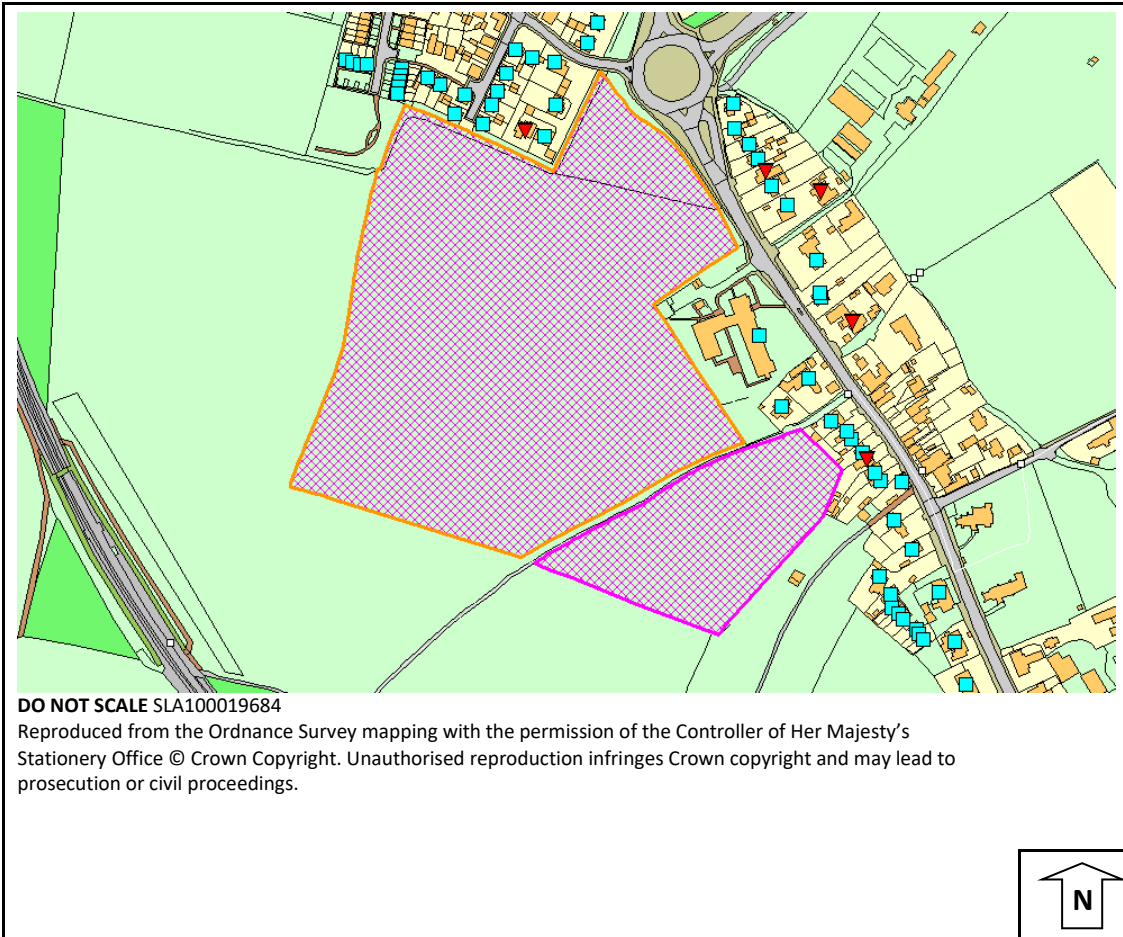 DO NOT SCALE SLA100019684
Reproduced from the Ordnance Survey mapping with the permission of the Controller of Her Majesty's
Stationery Office © Crown Copyright. Unauthorised reproduction infringes Crown copyright and may lead to
prosecution or civil proceedings.
N